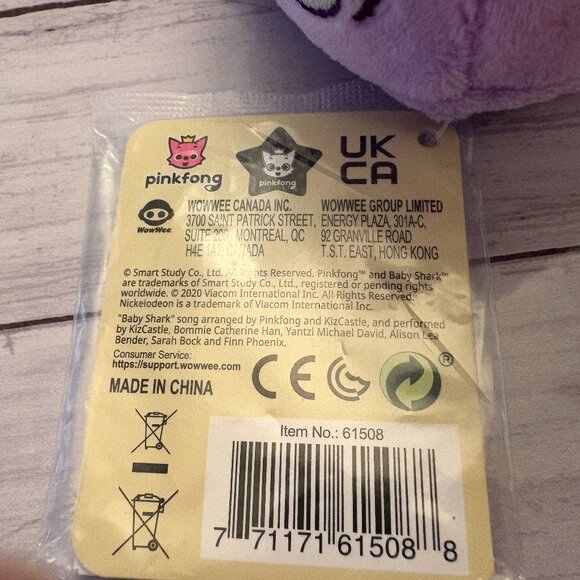 pinkfong
pinkfong
UK
CA
WowWee
WOWWEE CANADA INC.
3700 SAINT PATRICK STREET,
SUITE
MONTREAL, QC
H4E CANADA
WOWWEE GROUP LIMITED
ENERGY PLAZA, 301A-C,
92 GRANVILLE ROAD
T.S.T. EAST, HONG KONG
© Smart Study Co., Ltd. All Rights Reserved. Pinkfong™ and Baby Shark™
are trademarks of Smart Study Co., Ltd., registered or pending rights
worldwide. © 2020 Viacom International Inc. All Rights Reserved.
Nickelodeon is a trademark of Viacom International Inc.
"Baby Shark" song arranged by Pinkfong and KizCastle, and performed
by KizCastle, Bommie Catherine Han, Yantzi Michael David, Alison Lea
Bender, Sarah Bock and Finn Phoenix.
Consumer Service:
https://support.wowwee.com
MADE IN CHINA
CE
®
Item No.: 61508
7 71171 61508 8